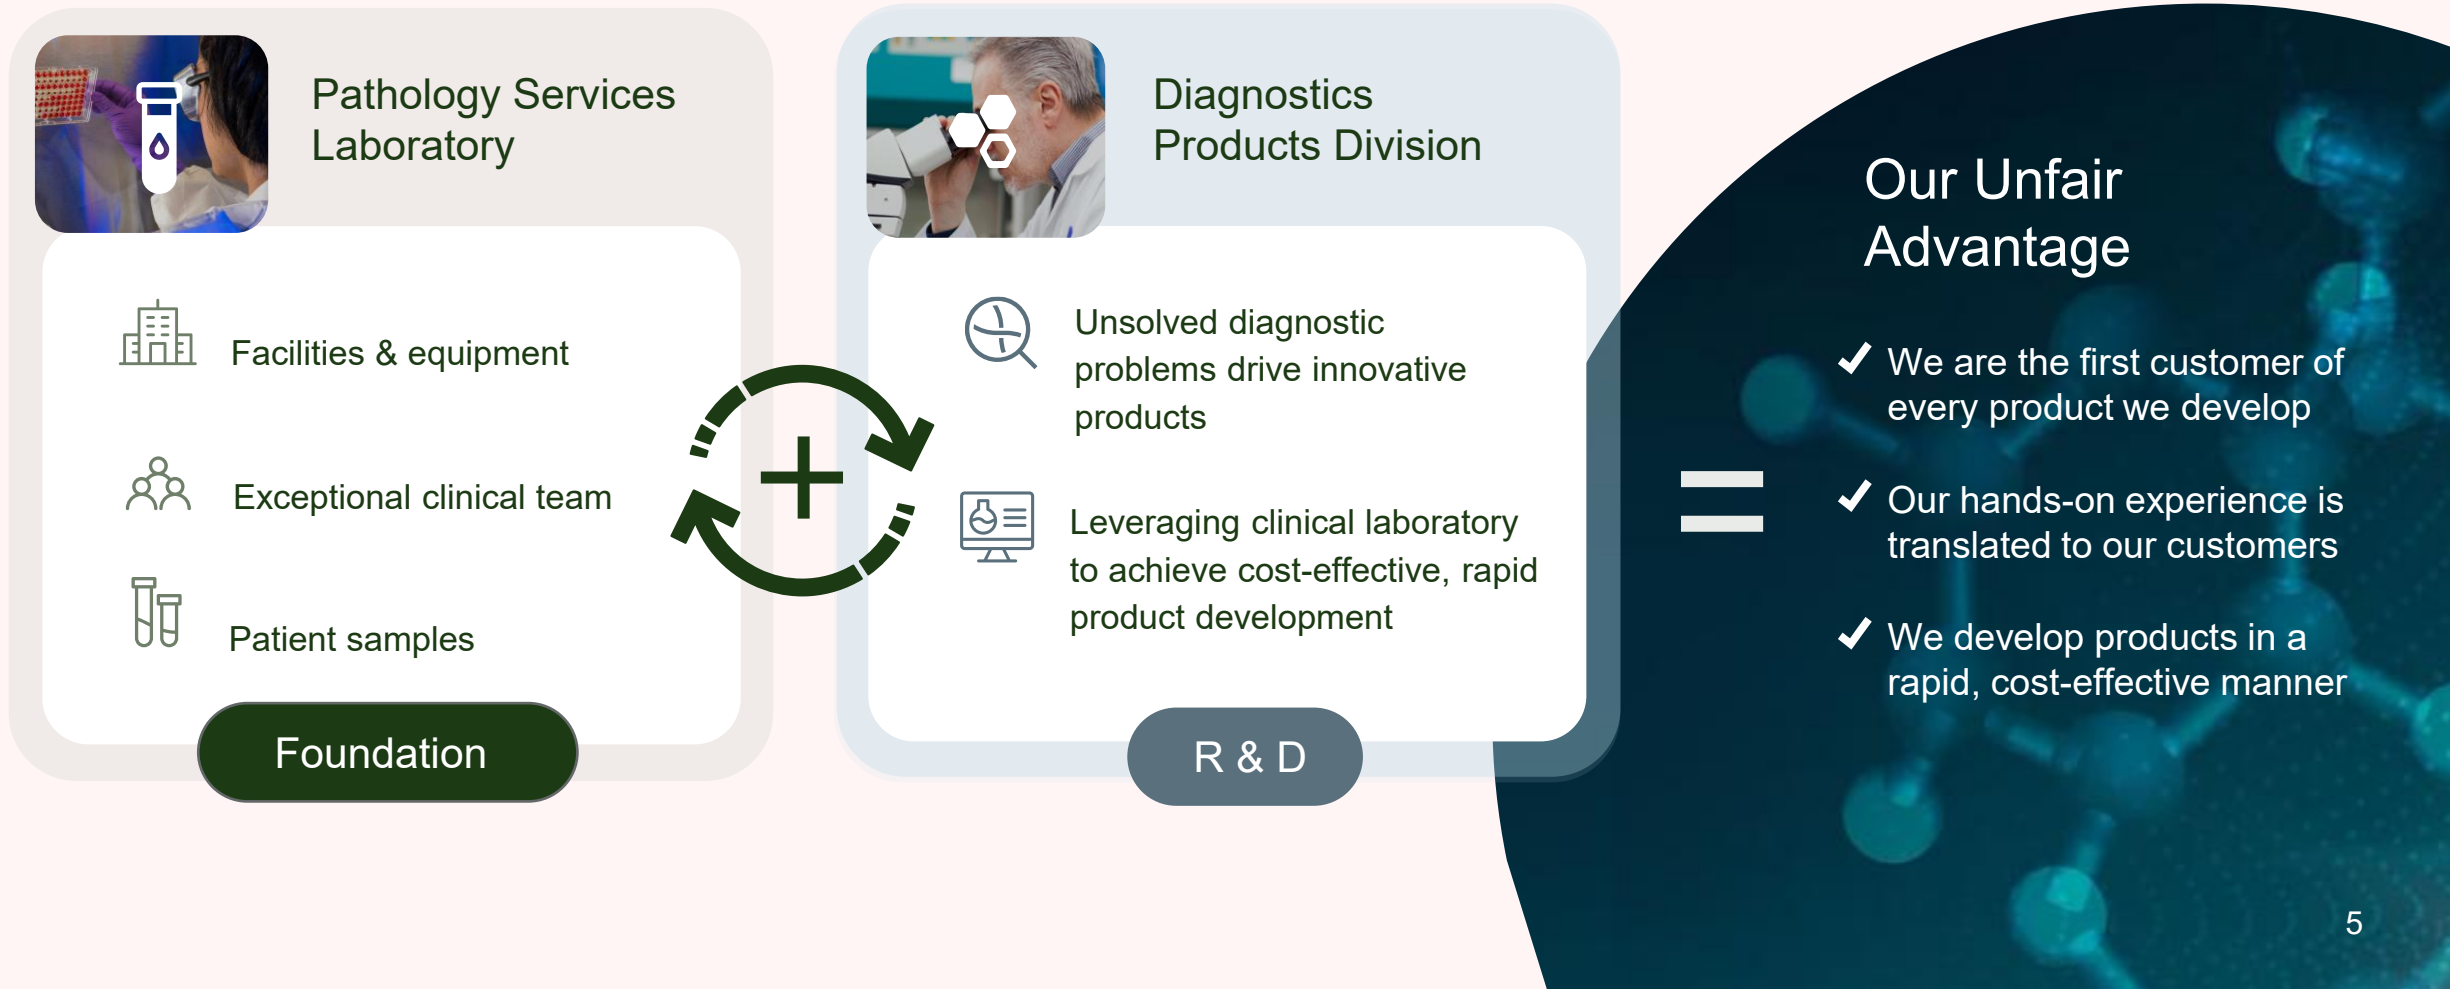 Pathology Services
Laboratory
Facilities & equipment
Exceptional clinical team
Patient samples
Foundation
+
Diagnostics
Products Division
Unsolved diagnostic
problems drive innovative
products
Leveraging clinical laboratory
to achieve cost-effective, rapid
product development
R & D
=
Our Unfair
Advantage
We are the first customer of
every product we develop
Our hands-on experience is
translated to our customers
We develop products in a
rapid, cost-effective manner
5